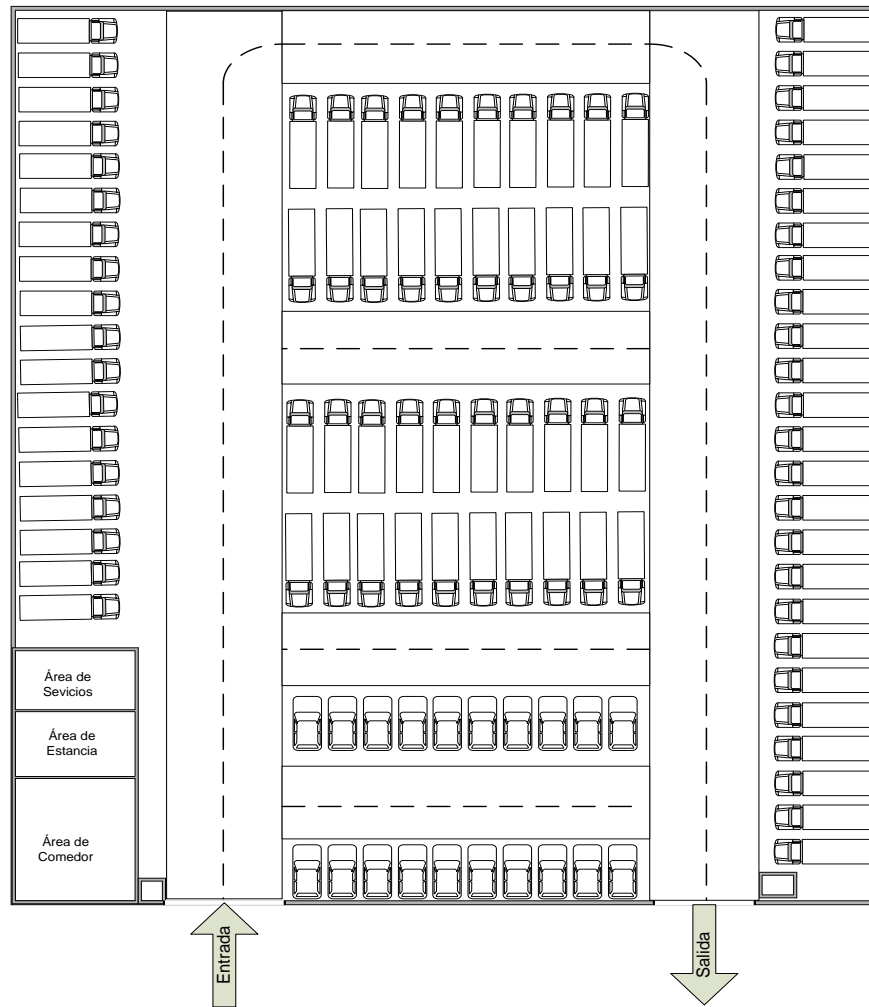 Área de
Sevicios
Área de
Estancia
Área de
Comedor
Entrada
Salida